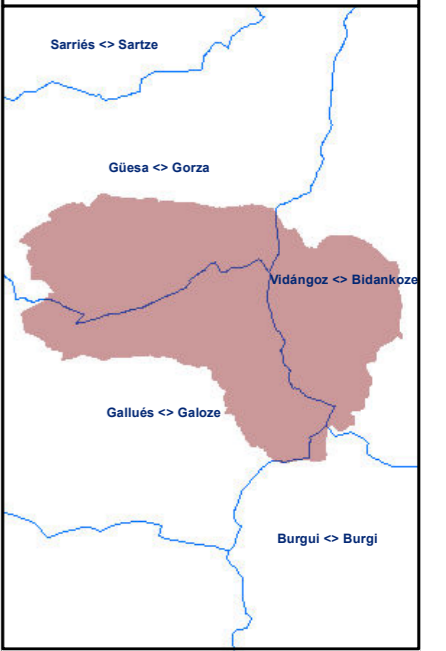 Sarriés <> Sartze
Güesa <> Gorza
Vidángoz <> Bidankoze
Gallués <> Galoze
Burgui <> Burgi